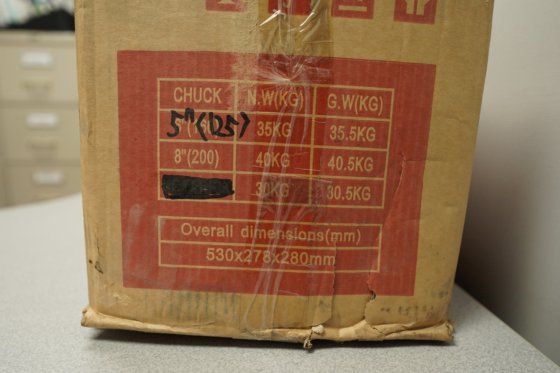 CHUCK N.W(KG) G.W(KG)
5"(125) 35KG 35.5KG
8"(200) 40KG 40.5KG
30KG 30.5KG
Overall dimensions(mm)
530x278x280mm